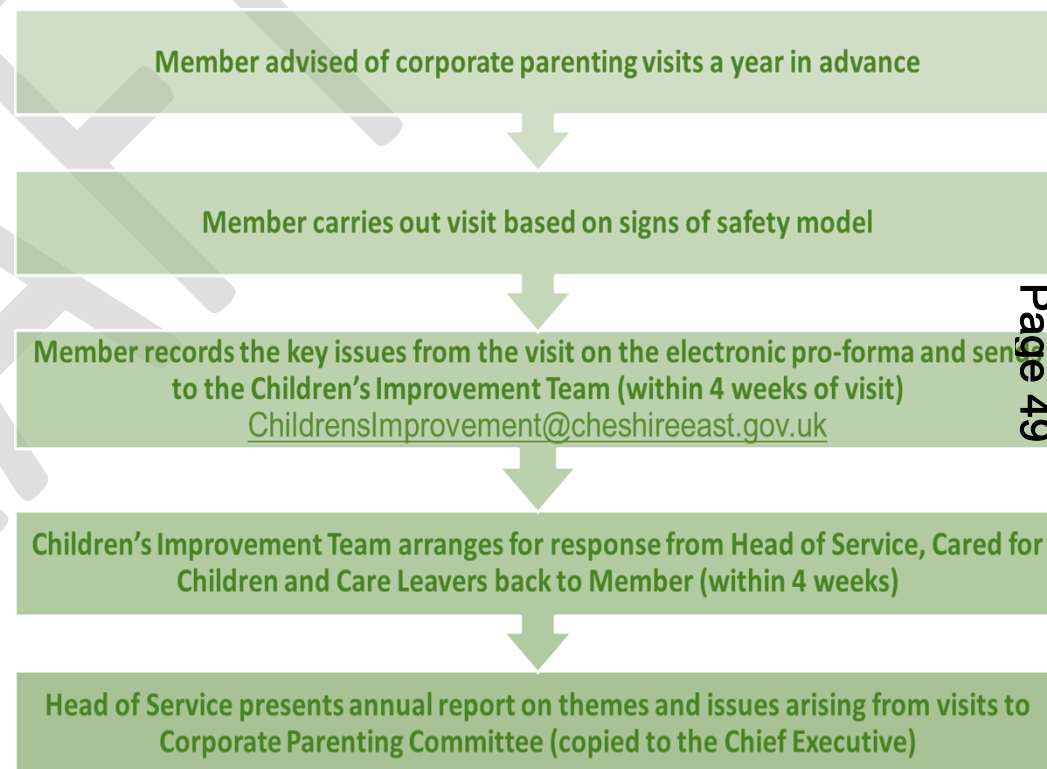 Member advised of corporate parenting visits a year in advance
Member carries out visit based on signs of safety model
Member records the key issues from the visit on the electronic pro-forma and
to the Children's Improvement Team (within 4 weeks of visit)
ChildrensImprovement@cheshireeast.gov.uk
Page 49
Children's Improvement Team arranges for response from Head of Service, Cared for
Children and Care Leavers back to Member (within 4 weeks)
Head of Service presents annual report on themes and issues arising from visits to
Corporate Parenting Committee (copied to the Chief Executive)